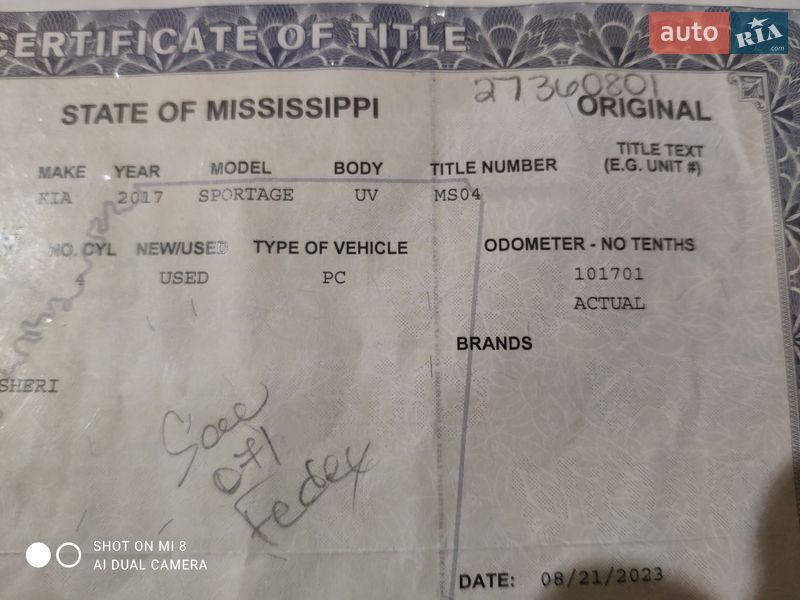 CERTIFICATE OF TITLE
auto RIA .com
27360801
STATE OF MISSISSIPPI
ORIGINAL
MAKE YEAR MODEL BODY TITLE NUMBER TITLE TEXT (E.G. UNIT #)
KIA 2017 SPORTAGE UV MS04
NO. CYL NEW/USED TYPE OF VEHICLE ODOMETER - NO TENTHS
4 USED PC 101701
ACTUAL
BRANDS
SHERI
071
Fedex
SHOT ON MI 8
AI DUAL CAMERA
DATE: 08/21/2023